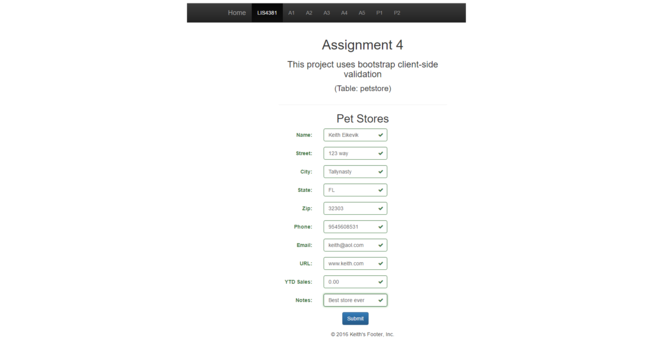 Home LIS4381 A1 A2 A3 A4 A5 P1 P2
Assignment 4
This project uses bootstrap client-side
validation
(Table: petstore)
Pet Stores
Name: Keith Eikevik
Street: 123 way
City: Tallynasty
State: FL
Zip: 32303
Phone: 9545608031
Email: keith@aol.com
URL: www.keith.com
YTD Sales: 0.00
Notes: Best store ever
Submit
© 2016 Keith's Footer, Inc.